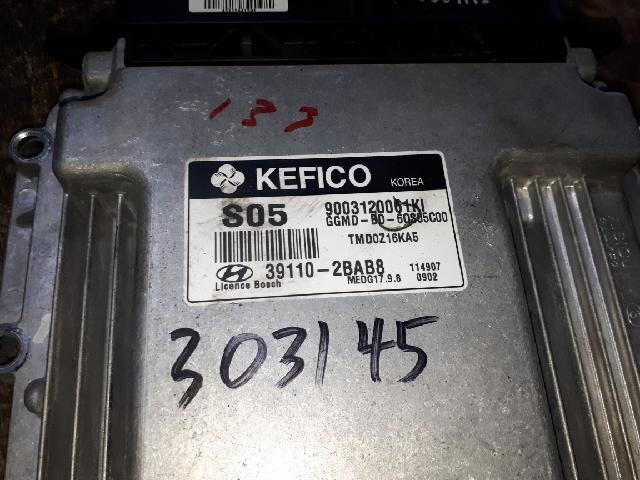 133
KEFICO KOREA
S05 9003120061KI
GGMD-BD-60S05C00
TMD0Z16KA5
39110-2BAB8 114907
Licence Bosch MEDG17.9.8 0902
303145